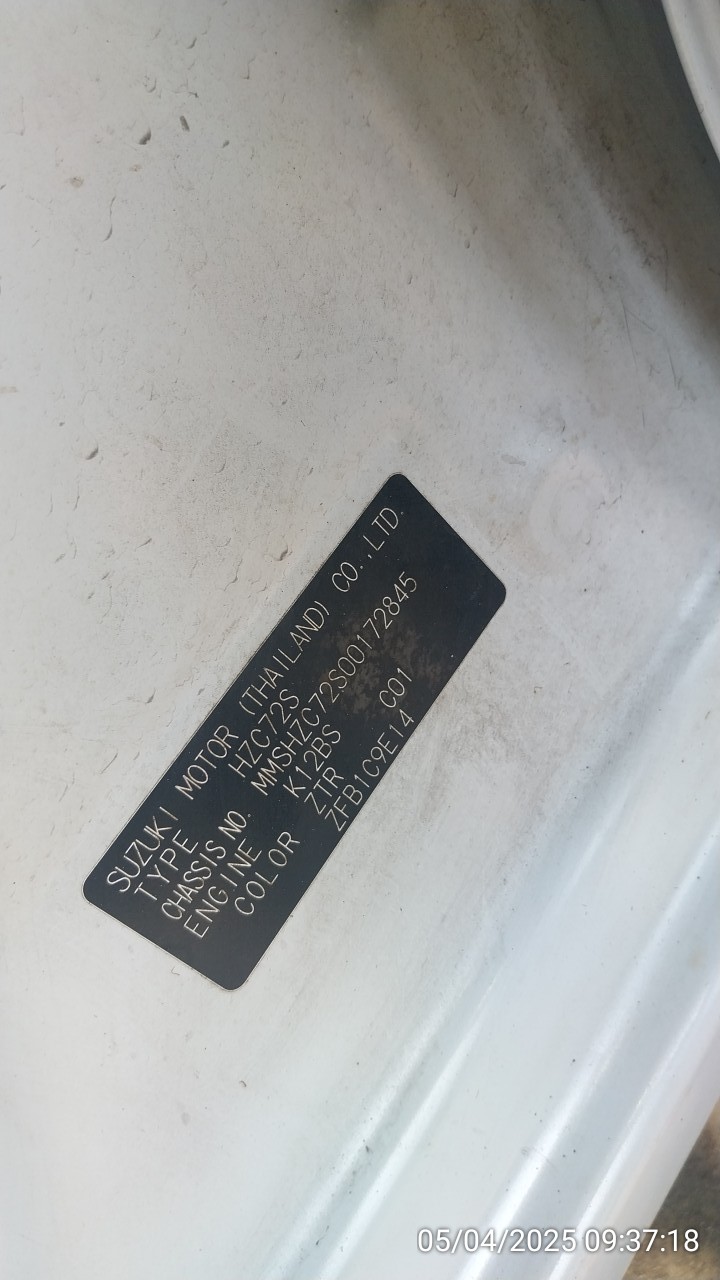 SUZUKI MOTOR (THAILAND) CO.,LTD.
TYPE HZC72S
CHASSIS NO. MMSHZC72S00172845
ENGINE K12BS
COLOR ZTR C01
ZFB1C9E14
05/04/2025 09:37:18